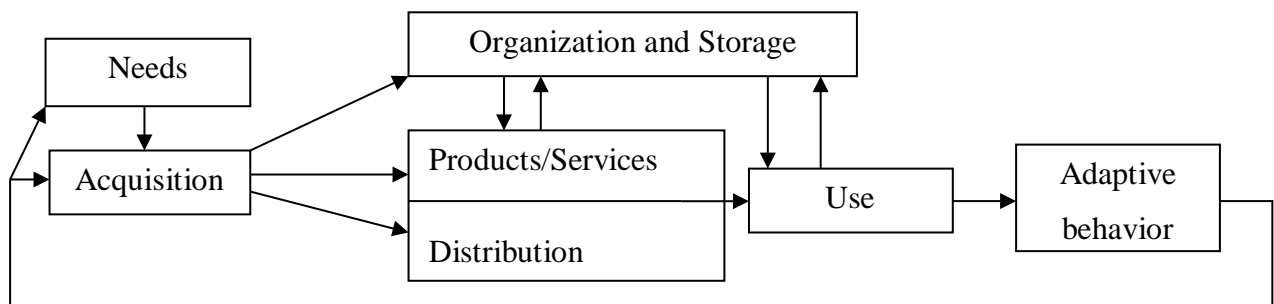 Organization and Storage
Needs
Products/Services
Acquisition
Adaptive
Use
behavior
Distribution